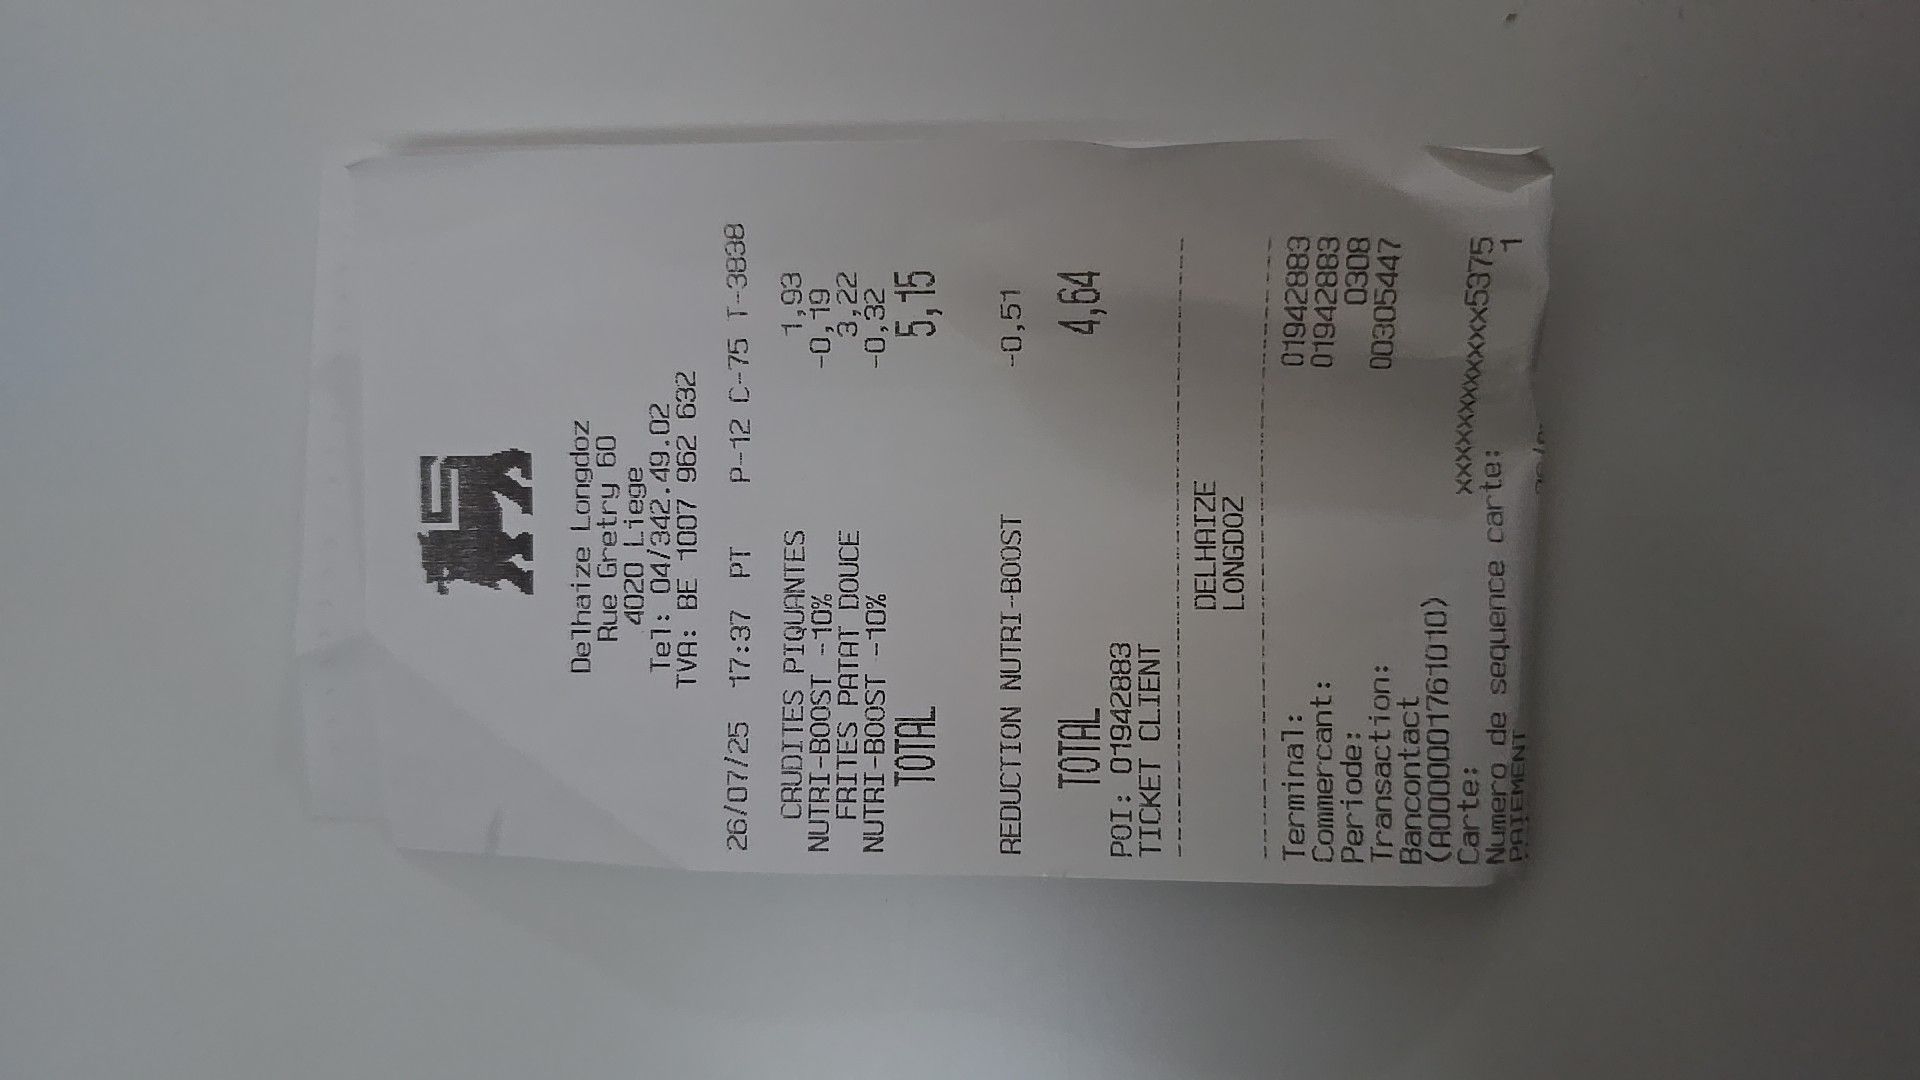 Delhaize Longdoz
Rue Gretry 60
4020 Liege
Tel: 04/342.49.02
TVA: BE 1007 962 632
26/07/25 17:37 PT P-12 C-75 T-3838
CRUDITES PIQUANTES 1,93
NUTRI-BOOST -10% -0,19
FRITES PATAT DOUCE 3,22
NUTRI-BOOST -10% -0,32
TOTAL 5,15
REDUCTION NUTRI-BOOST -0,51
TOTAL 4,64
POI: 01942883
TICKET CLIENT
DELHAIZE
LONGDOZ
Terminal: 01942883
Commercant: 01942883
Periode: 0308
Transaction: 00305447
Bancontact
(A0000001761010)
Carte: xxxxxxxxxxxxx5375
Numero de sequence carte: 1
PAIEMENT